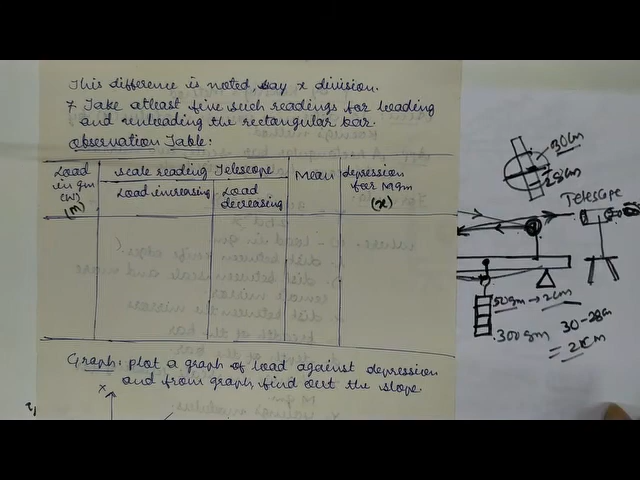 This difference is noted, say x division.
7 Take atleast five such readings for loading
and unloading the rectangular bar.
Observation Table:
Load in gm (W) (M)
Scale reading Telescope
Load increasing
Load decreasing
Mean
depression for M gm (x)
Graph: plot a graph of load against depression
and from graph, find out the slope
x
30cm
28cm
Telescope
50gm → 2cm
300gm
30-28cm
= 2cm